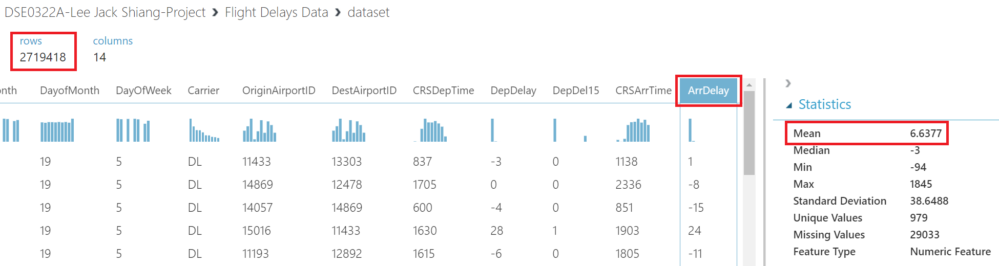 DSE0322A-Lee Jack Shiang-Project > Flight Delays Data > dataset
rows columns
2719418 14
onth DayofMonth DayOfWeek Carrier OriginAirportID DestAirportID CRSDepTime DepDelay DepDel15 CRSArrTime ArrDelay
19 5 DL 11433 13303 837 -3 0 1138 1
19 5 DL 14869 12478 1705 0 0 2336 -8
19 5 DL 14057 14869 600 -4 0 851 -15
19 5 DL 15016 11433 1630 28 1 1903 24
19 5 DL 11193 12892 1615 -6 0 1805 -11
Statistics
Mean 6.6377
Median -3
Min -94
Max 1845
Standard Deviation 38.6488
Unique Values 979
Missing Values 29033
Feature Type Numeric Feature